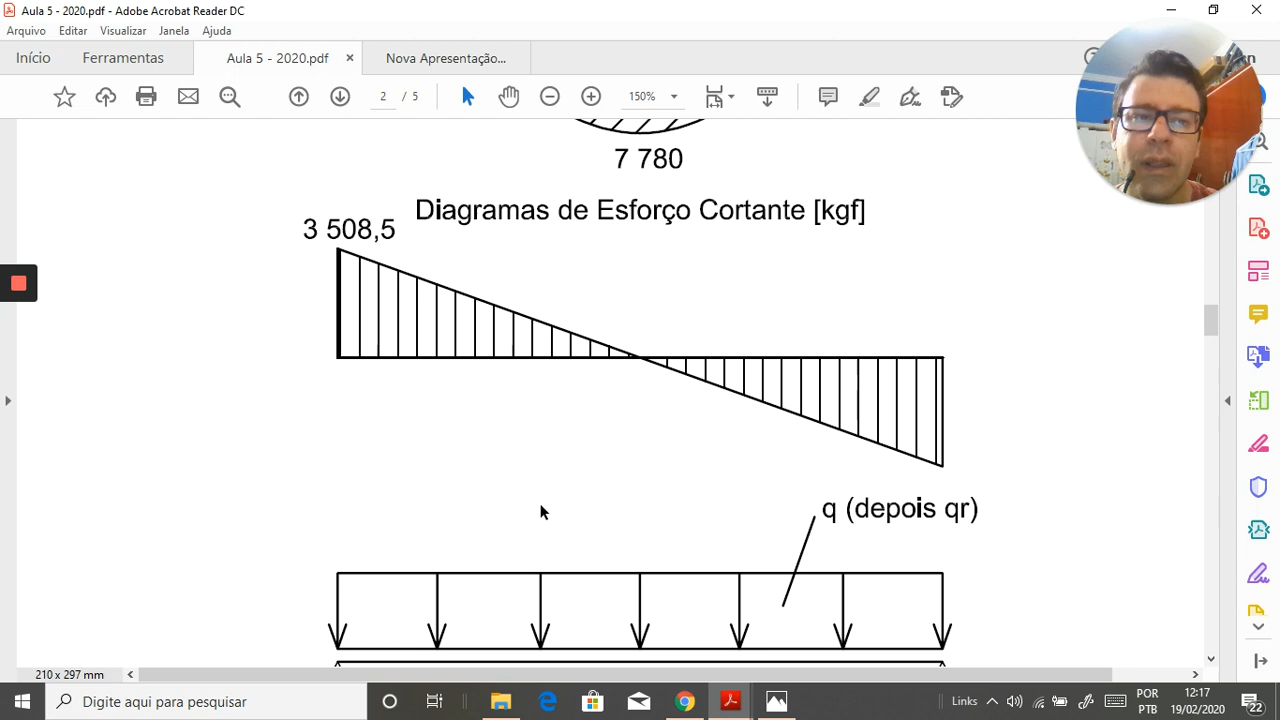 Aula 5 - 2020.pdf - Adobe Acrobat Reader DC
Arquivo Editar Visualizar Janela Ajuda
Início Ferramentas Aula 5 - 2020.pdf × Nova Apresentação...
2 / 5 150%
7 780
Diagramas de Esforço Cortante [kgf]
3 508,5
q (depois qr)
210 x 297 mm
Digite aqui para pesquisar
Links
POR
PTB
12:17
19/02/2020
22